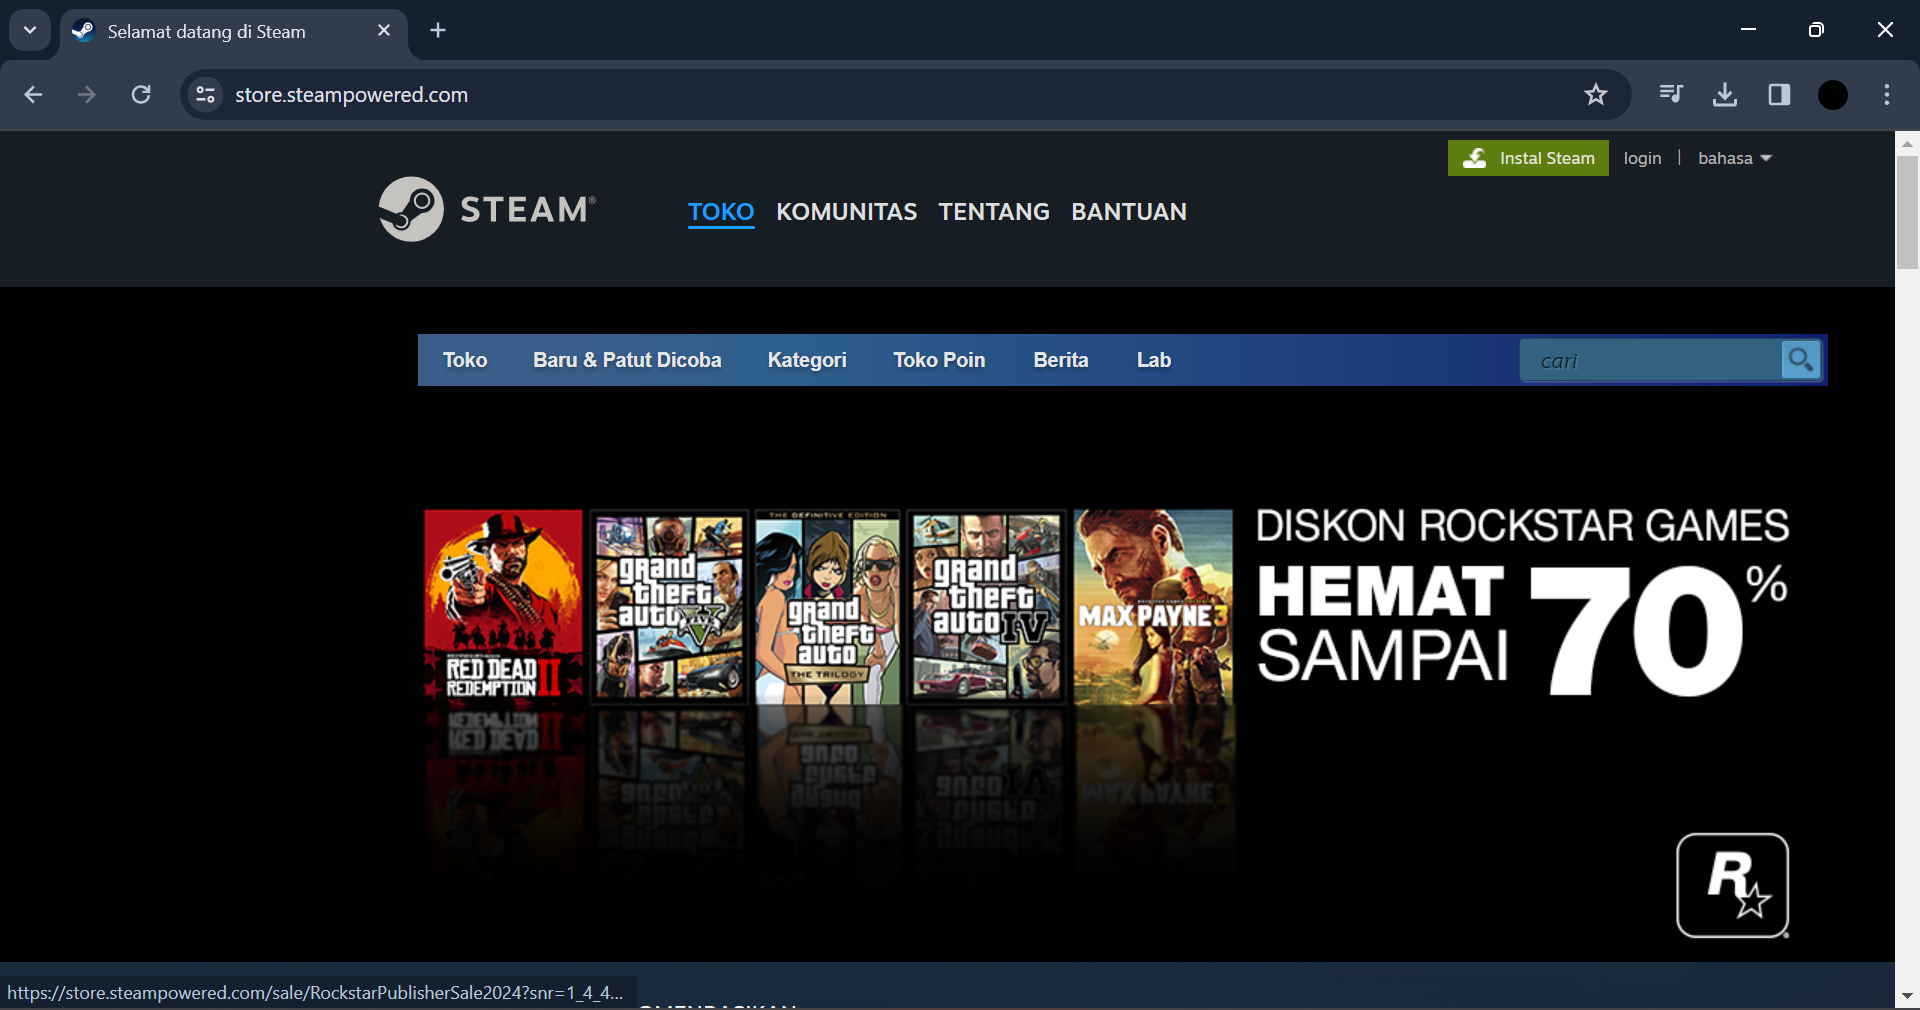 Selamat datang di Steam
store.steampowered.com
Instal Steam login | bahasa
STEAM®
TOKO KOMUNITAS TENTANG BANTUAN
Toko Baru & Patut Dicoba Kategori Toko Poin Berita Lab cari
RED DEAD
REDEMPTION II
grand
theft
auto V
FIVE
THE DEFINITIVE EDITION
grand
theft
auto
THE TRILOGY
grand
theft
auto IV
MAX PAYNE 3
DISKON ROCKSTAR GAMES
HEMAT
SAMPAI 70%
R
https://store.steampowered.com/sale/RockstarPublisherSale2024?snr=1_4_4...